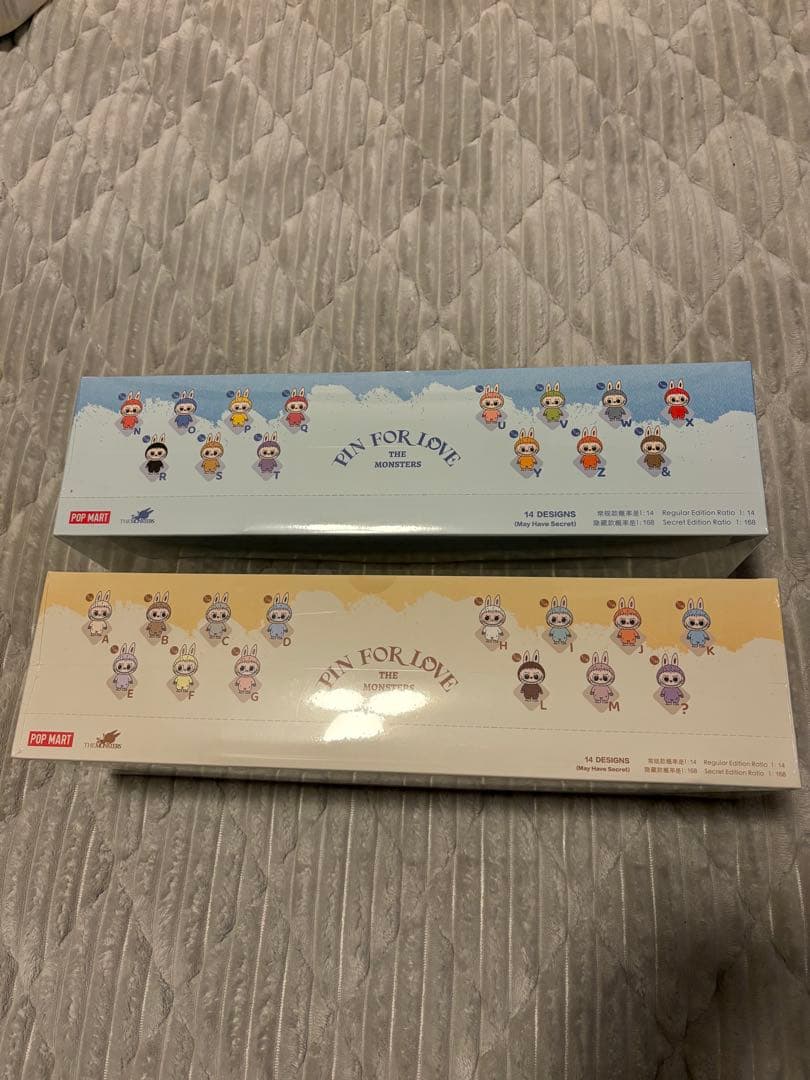 N O P Q
U V W X
R S T
Y Z &
PIN FOR LOVE
THE
MONSTERS
POP MART
THE MONSTERS
14 DESIGNS 常规款概率是1:14 Regular Edition Ratio 1:14
(May Have Secret) 隐藏款概率是1:168 Secret Edition Ratio 1:168
A B C D
H I J K
E F G
L M ?
PIN FOR LOVE
THE
MONSTERS
POP MART
THE MONSTERS
14 DESIGNS 常规款概率是1:14 Regular Edition Ratio 1:14
(May Have Secret) 隐藏款概率是1:168 Secret Edition Ratio 1:168